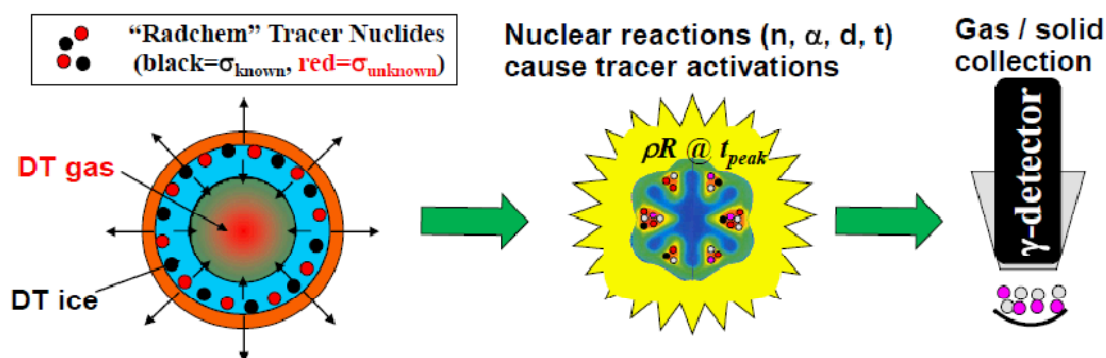 “Radchem” Tracer Nuclides
(black=σknown, red=σunknown)
Nuclear reactions (n, α, d, t)
cause tracer activations
Gas / solid
collection
DT gas
DT ice
ρR @ tpeak
γ-detector